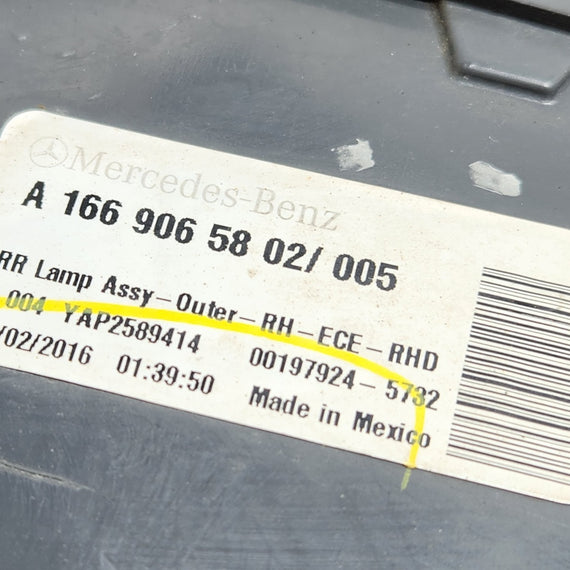 Mercedes-Benz
A 166 906 58 02/ 005
RR Lamp Assy-Outer-RH-ECE-RHD
004 YAP2589414 00197924-5732
/02/2016 01:39:50 Made in Mexico